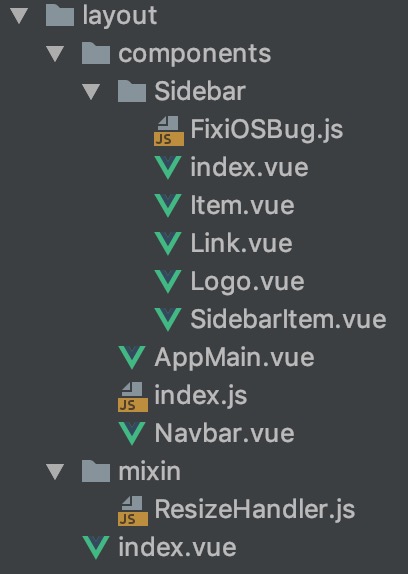 layout
components
Sidebar
JS FixiOSBug.js
index.vue
Item.vue
Link.vue
Logo.vue
SidebarItem.vue
AppMain.vue
JS index.js
Navbar.vue
mixin
JS ResizeHandler.js
index.vue